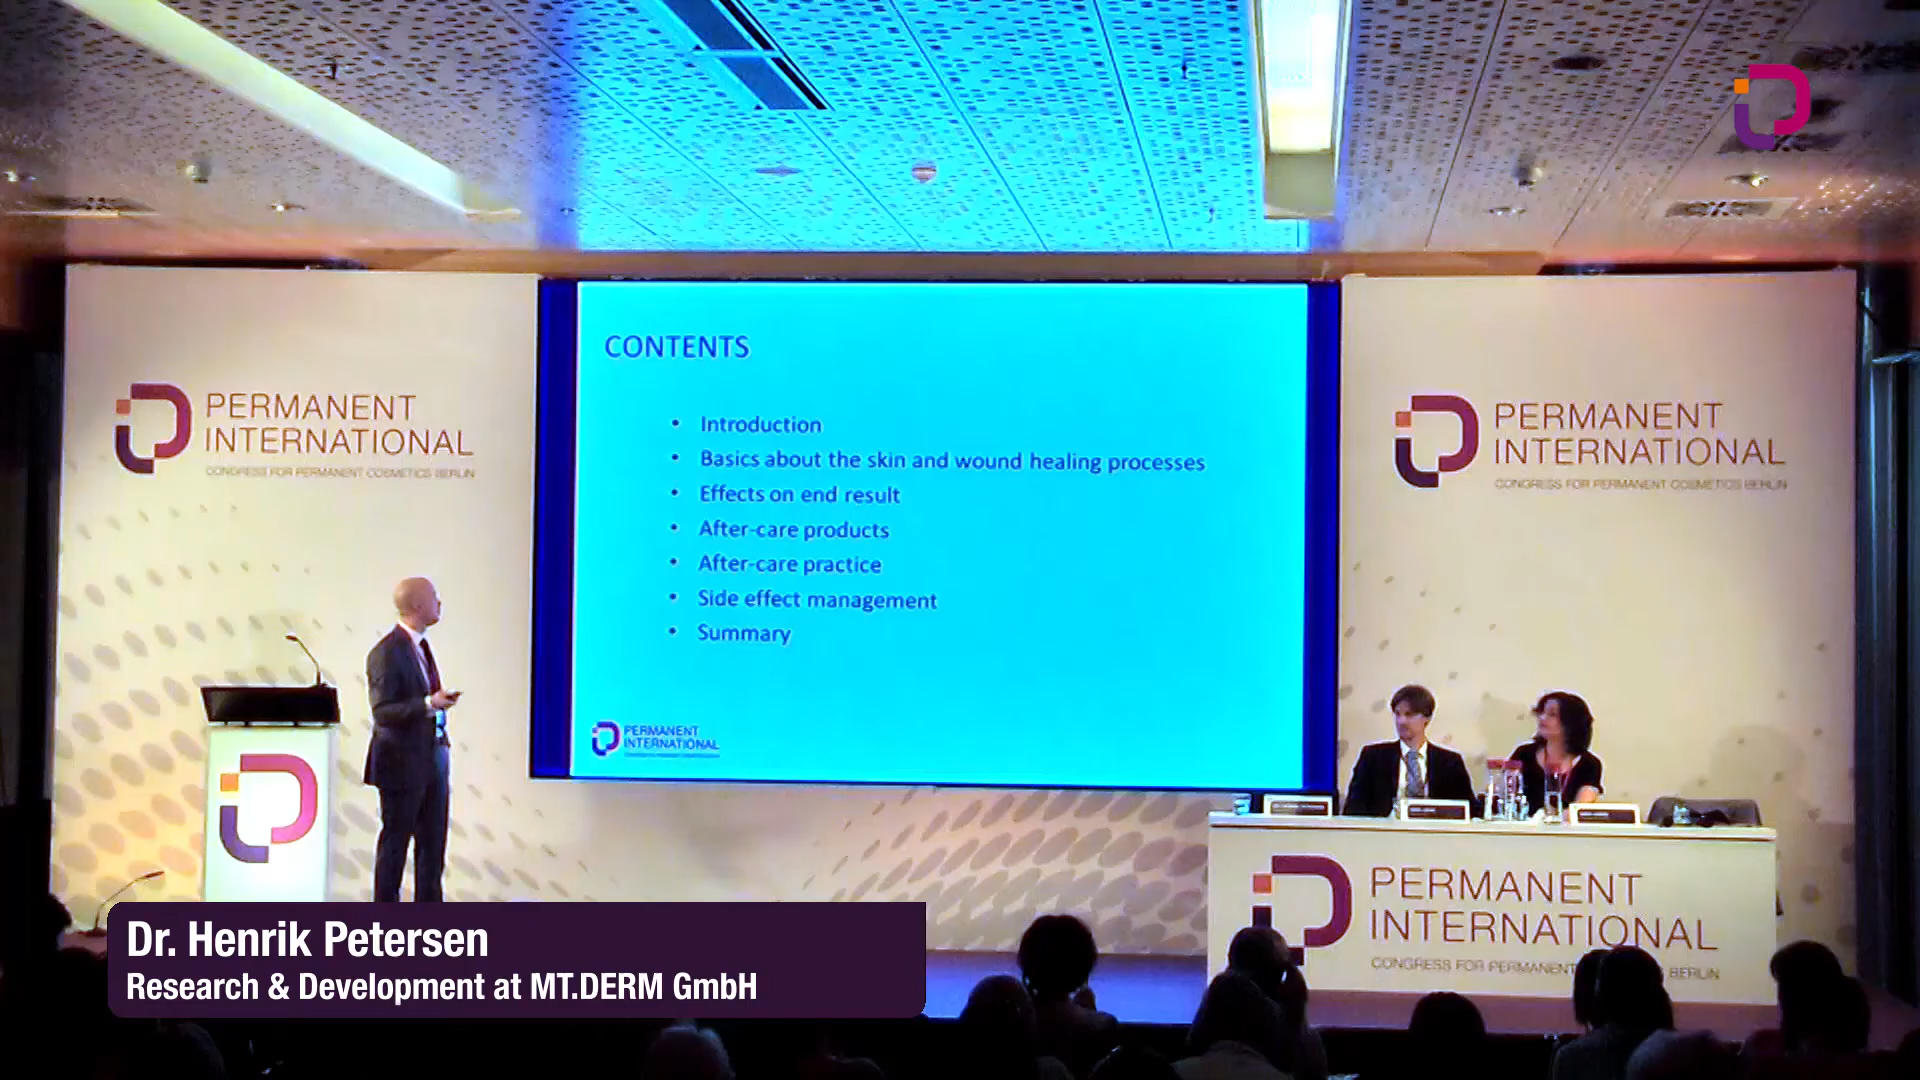 PERMANENT
INTERNATIONAL
CONGRESS FOR PERMANENT COSMETICS BERLIN
CONTENTS
• Introduction
• Basics about the skin and wound healing processes
• Effects on end result
• After-care products
• After-care practice
• Side effect management
• Summary
PERMANENT
INTERNATIONAL
PERMANENT
INTERNATIONAL
CONGRESS FOR PERMANENT COSMETICS BERLIN
PERMANENT
INTERNATIONAL
CONGRESS FOR PERMANENT BERLIN
Dr. Henrik Petersen
Research & Development at MT.DERM GmbH